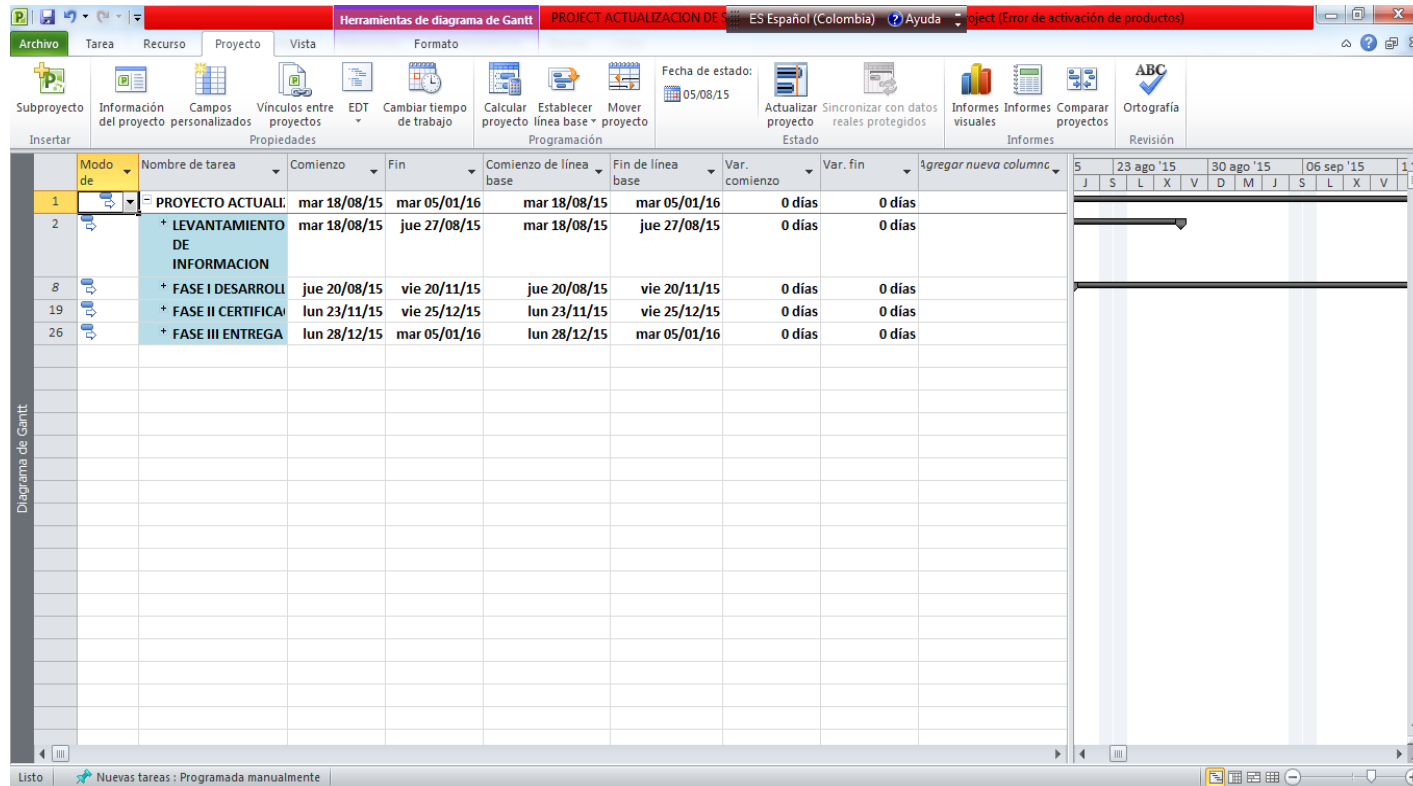 Herramientas de diagrama de Gantt PROJECT ACTUALIZACION DE S ES Español (Colombia) Ayuda oject (Error de activación de productos)
Archivo Tarea Recurso Proyecto Vista Formato
Fecha de estado:
05/08/15
Subproyecto Información del proyecto Campos personalizados Vínculos entre proyectos EDT Cambiar tiempo de trabajo Calcular proyecto Establecer línea base Mover proyecto Actualizar proyecto Sincronizar con datos reales protegidos Informes visuales Informes Comparar proyectos ABC Ortografía
Insertar Propiedades Programación Estado Informes Revisión
Modo de Nombre de tarea Comienzo Fin Comienzo de línea base Fin de línea base Var. comienzo Var. fin Agregar nueva columna 5 23 ago '15 30 ago '15 06 sep '15 1
J S L X V D M J S L X V
1 PROYECTO ACTUALI mar 18/08/15 mar 05/01/16 mar 18/08/15 mar 05/01/16 0 días 0 días
2 LEVANTAMIENTO mar 18/08/15 jue 27/08/15 mar 18/08/15 jue 27/08/15 0 días 0 días
DE
INFORMACION
8 FASE I DESARROLL jue 20/08/15 vie 20/11/15 jue 20/08/15 vie 20/11/15 0 días 0 días
19 FASE II CERTIFICA lun 23/11/15 vie 25/12/15 lun 23/11/15 vie 25/12/15 0 días 0 días
26 FASE III ENTREGA lun 28/12/15 mar 05/01/16 lun 28/12/15 mar 05/01/16 0 días 0 días
Diagrama de Gantt
Listo Nuevas tareas : Programada manualmente